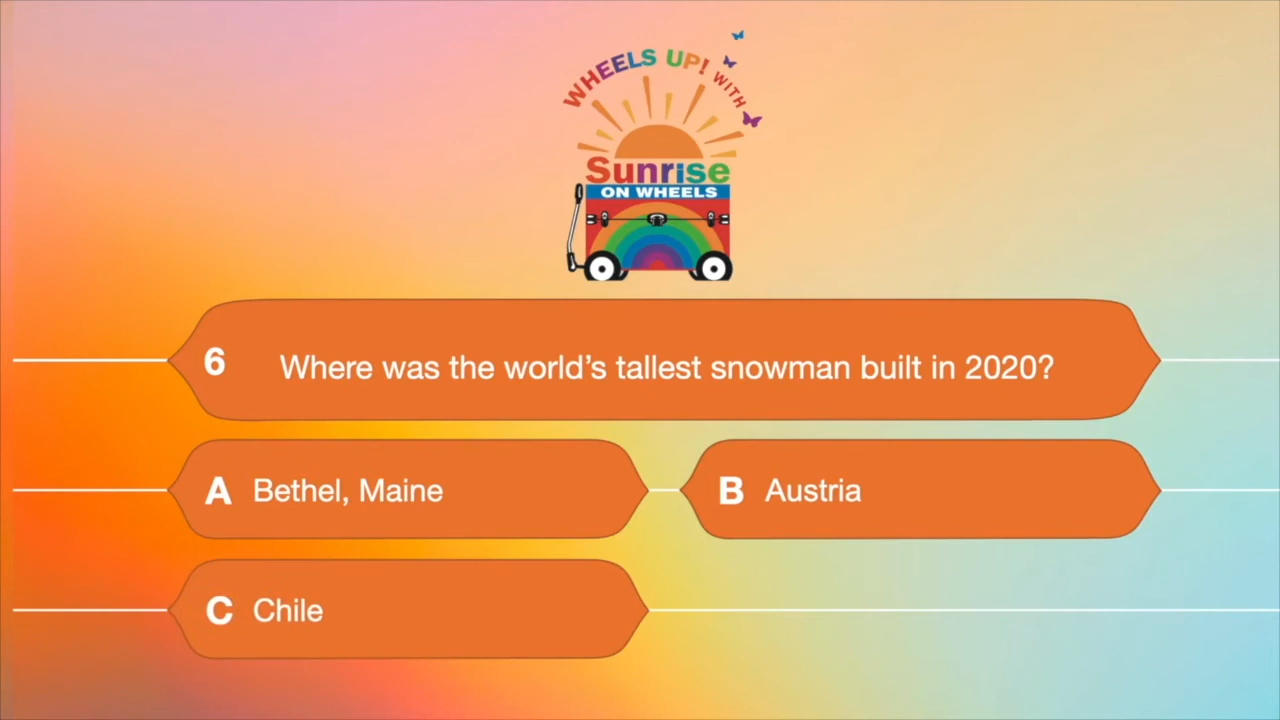 WHEELS UP! WITH
Sunrise
ON WHEELS
6 Where was the world’s tallest snowman built in 2020?
A Bethel, Maine
B Austria
C Chile